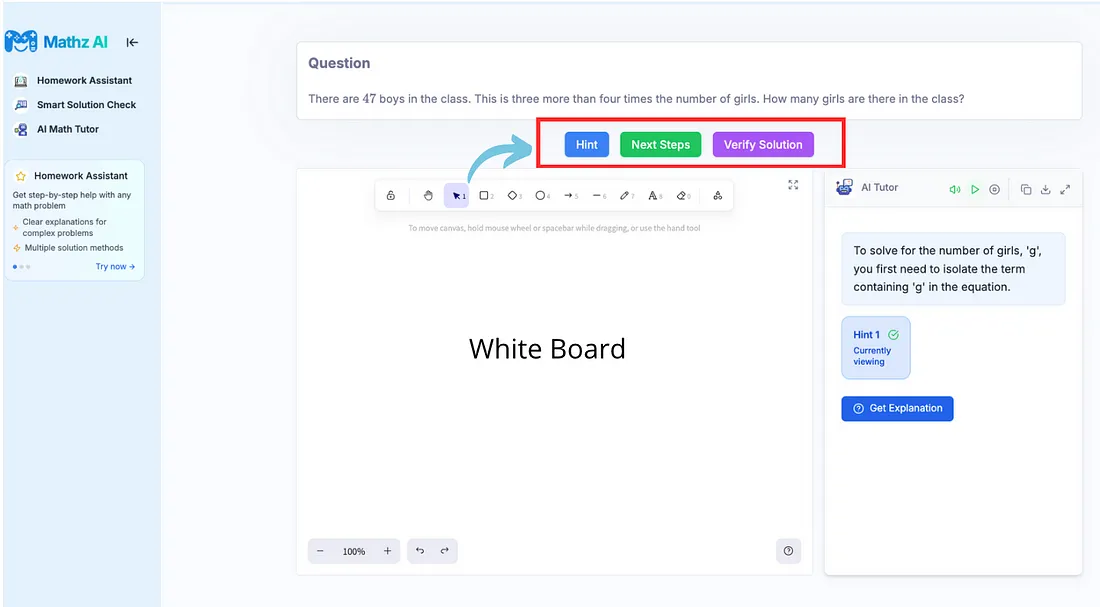 Mathz AI
Homework Assistant
Smart Solution Check
AI Math Tutor
Homework Assistant
Get step-by-step help with any
math problem
Clear explanations for
complex problems
Multiple solution methods
Try now →
Question
There are 47 boys in the class. This is three more than four times the number of girls. How many girls are there in the class?
Hint
Next Steps
Verify Solution
1 2 3 4 5 6 7 A 8 0
To move canvas, hold mouse wheel or spacebar while dragging, or use the hand tool
White Board
− 100% +
AI Tutor
To solve for the number of girls, 'g',
you first need to isolate the term
containing 'g' in the equation.
Hint 1
Currently
viewing
Get Explanation